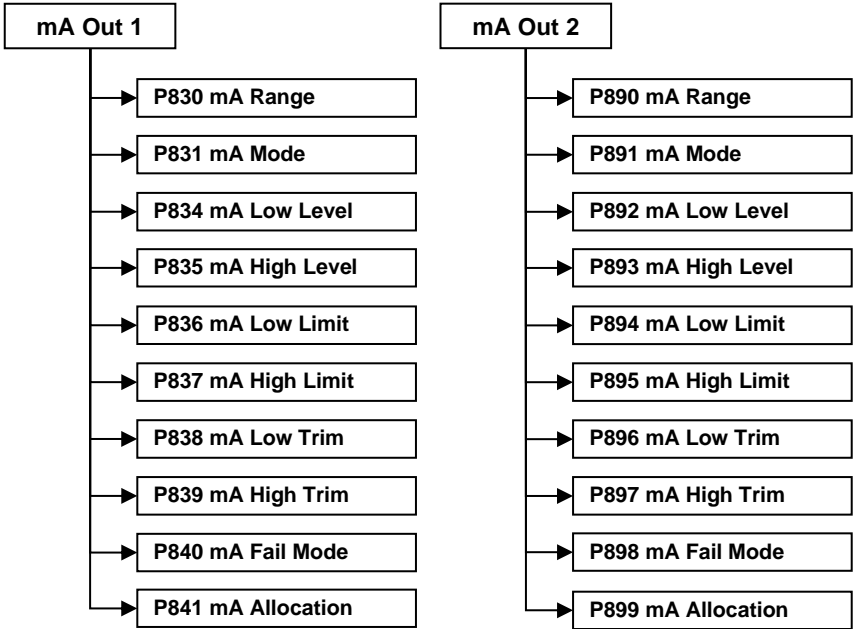 mA Out 1
P830 mA Range
P831 mA Mode
P834 mA Low Level
P835 mA High Level
P836 mA Low Limit
P837 mA High Limit
P838 mA Low Trim
P839 mA High Trim
P840 mA Fail Mode
P841 mA Allocation
mA Out 2
P890 mA Range
P891 mA Mode
P892 mA Low Level
P893 mA High Level
P894 mA Low Limit
P895 mA High Limit
P896 mA Low Trim
P897 mA High Trim
P898 mA Fail Mode
P899 mA Allocation